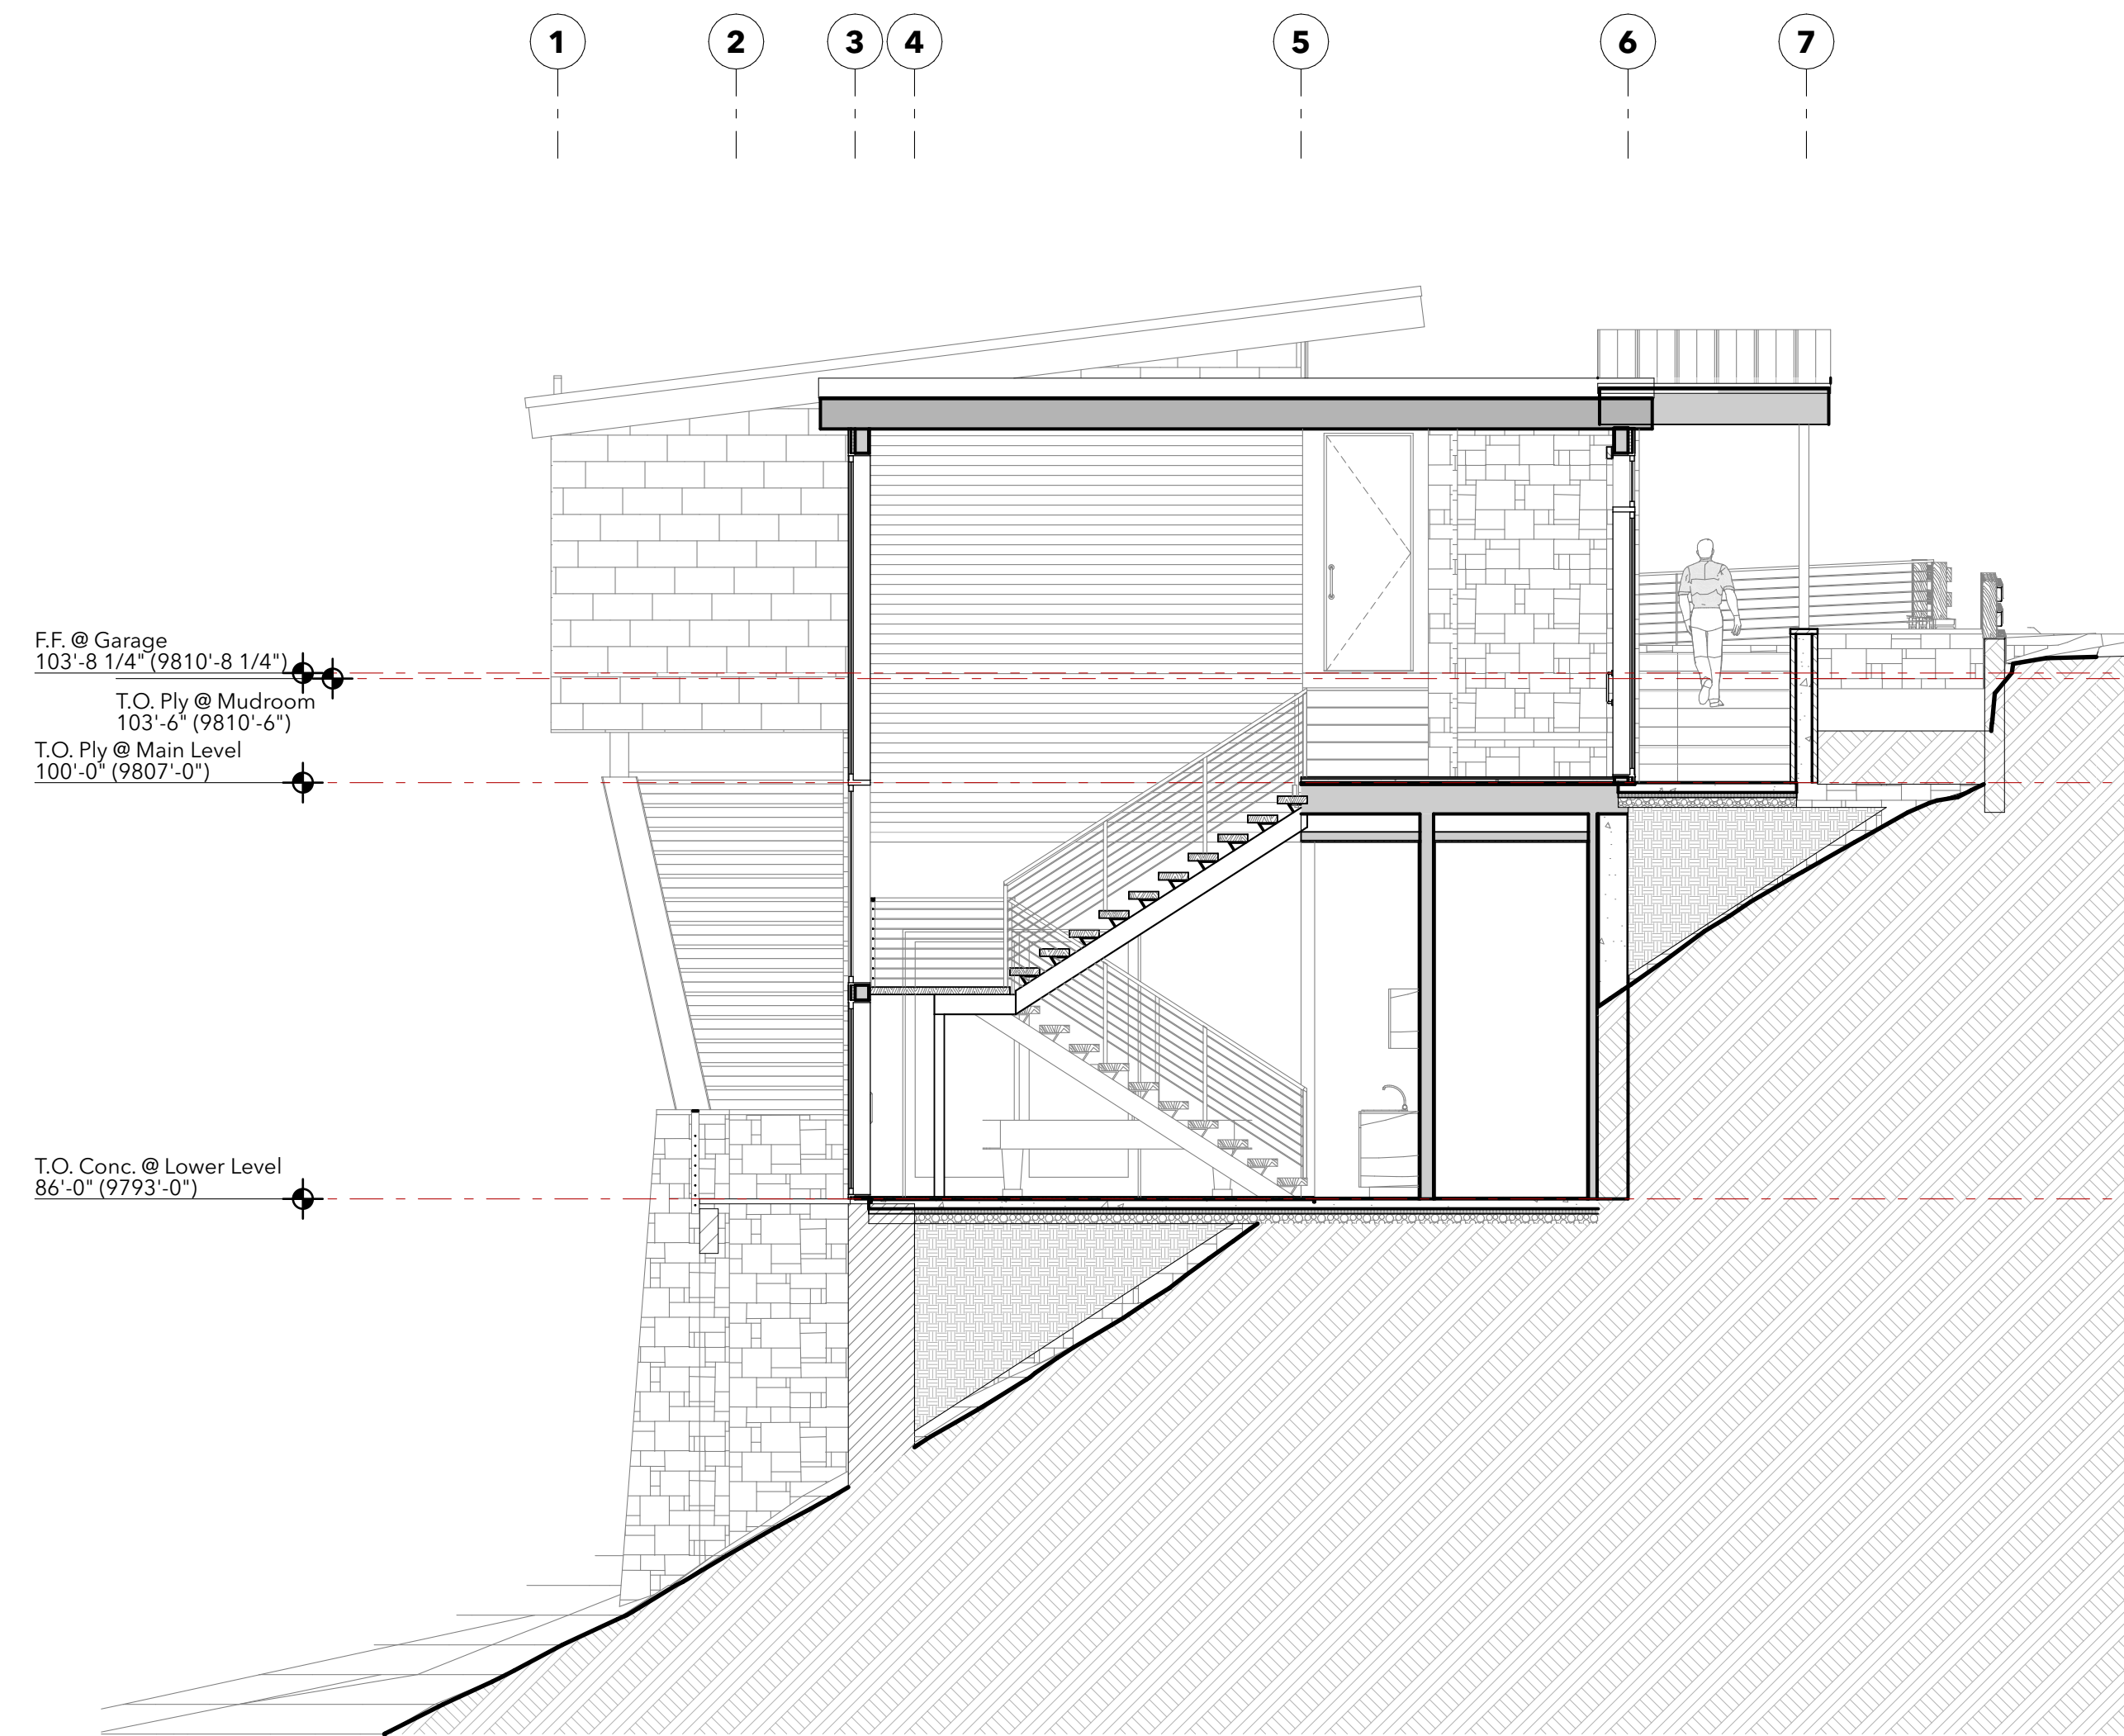 1 2 3 4 5 6 7
F.F. @ Garage
103'-8 1/4" (9810'-8 1/4")
T.O. Ply @ Mudroom
103'-6" (9810'-6")
T.O. Ply @ Main Level
100'-0" (9807'-0")
T.O. Conc. @ Lower Level
86'-0" (9793'-0")